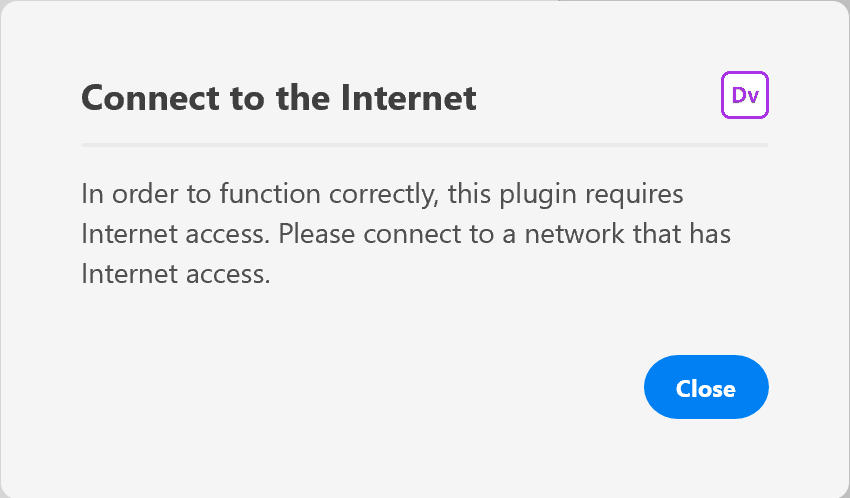 Connect to the Internet
Dv
In order to function correctly, this plugin requires
Internet access. Please connect to a network that has
Internet access.
Close